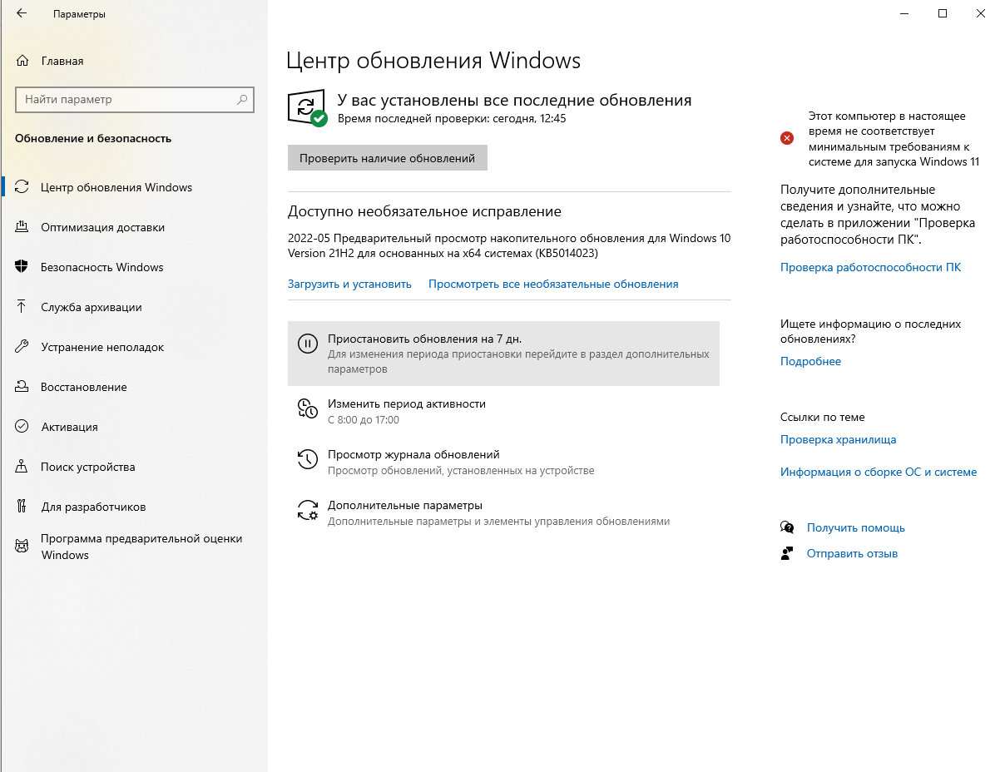 Параметры
Главная
Найти параметр
Обновление и безопасность
Центр обновления Windows
Оптимизация доставки
Безопасность Windows
Служба архивации
Устранение неполадок
Восстановление
Активация
Поиск устройства
Для разработчиков
Программа предварительной оценки
Windows
Центр обновления Windows
У вас установлены все последние обновления
Время последней проверки: сегодня, 12:45
Проверить наличие обновлений
Доступно необязательное исправление
2022-05 Предварительный просмотр накопительного обновления для Windows 10
Version 21H2 для основанных на x64 системах (KB5014023)
Загрузить и установить
Просмотреть все необязательные обновления
Приостановить обновления на 7 дн.
Для изменения периода приостановки перейдите в раздел дополнительных
параметров
Изменить период активности
С 8:00 до 17:00
Просмотр журнала обновлений
Просмотр обновлений, установленных на устройстве
Дополнительные параметры
Дополнительные параметры и элементы управления обновлениями
Этот компьютер в настоящее
время не соответствует
минимальным требованиям к
системе для запуска Windows 11
Получите дополнительные
сведения и узнайте, что можно
сделать в приложении "Проверка
работоспособности ПК".
Проверка работоспособности ПК
Ищете информацию о последних
обновлениях?
Подробнее
Ссылки по теме
Проверка хранилища
Информация о сборке ОС и системе
Получить помощь
Отправить отзыв